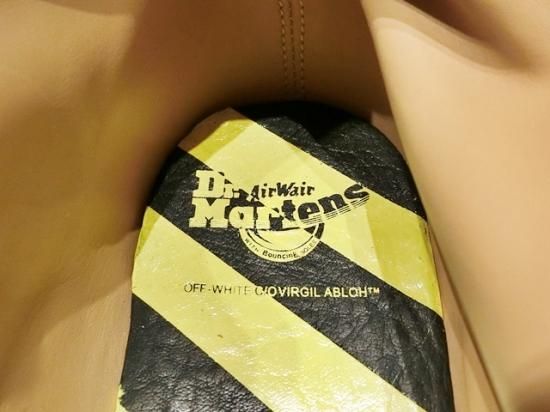 Dr. AirWair
Martens
WITH BOUNCING SOLES
OFF-WHITE C/O VIRGIL ABLOH™